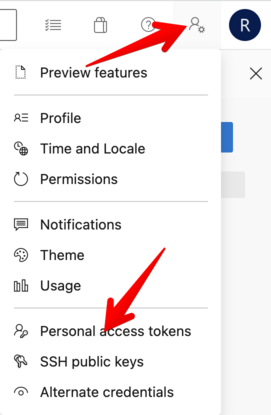 R
Preview features
Profile
Time and Locale
Permissions
Notifications
Theme
Usage
Personal access tokens
SSH public keys
Alternate credentials